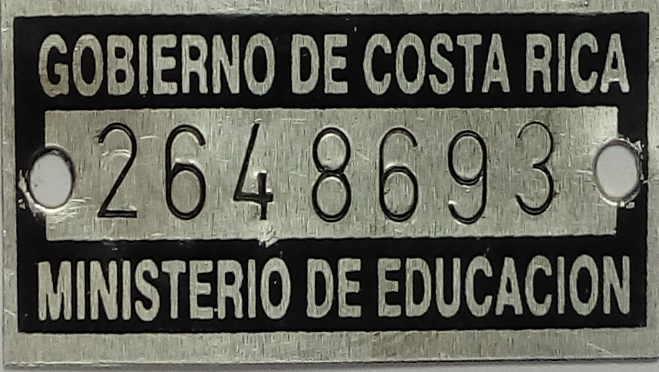 GOBIERNO DE COSTA RICA
2648693
MINISTERIO DE EDUCACION